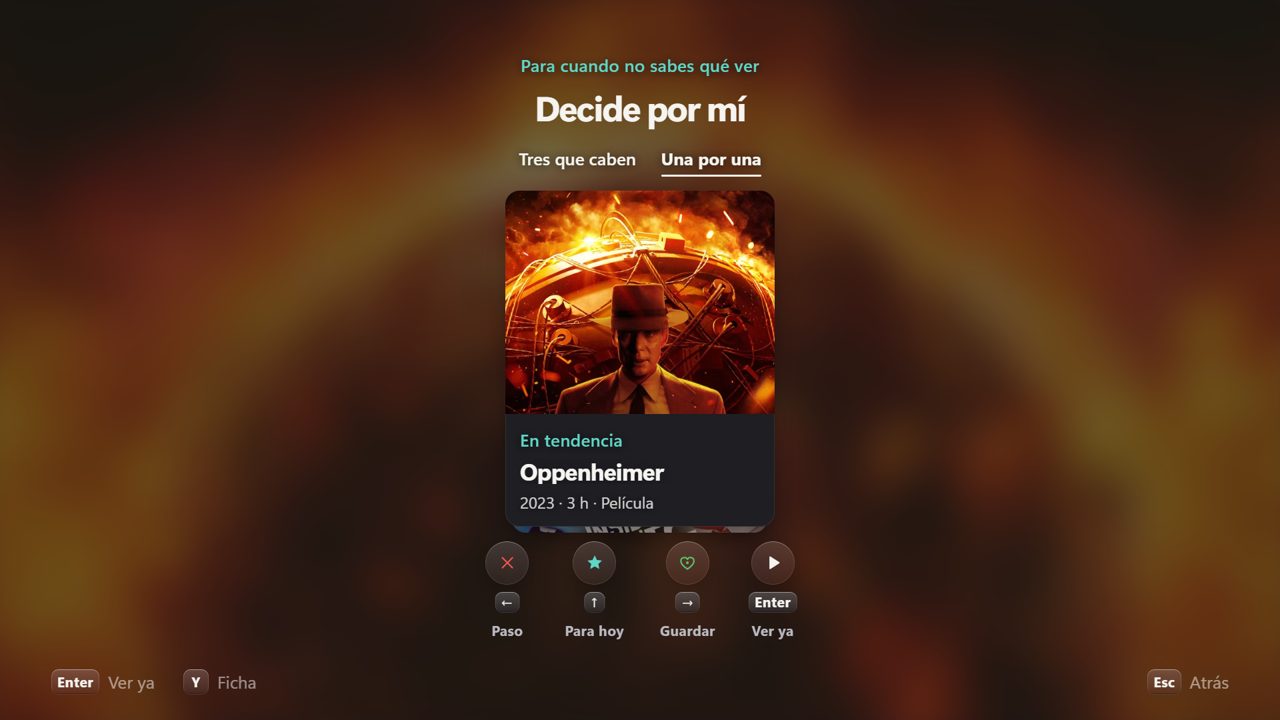 Para cuando no sabes qué ver
Decide por mí
Tres que caben Una por una
En tendencia
Oppenheimer
2023 · 3 h · Película
← ↑ → Enter
Paso Para hoy Guardar Ver ya
Enter Ver ya Y Ficha Esc Atrás